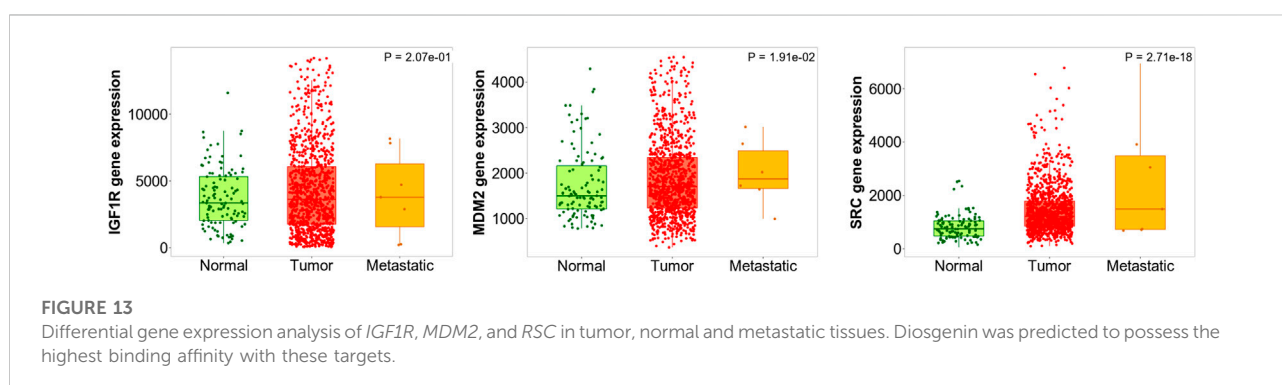 P = 2.07e-01
IGF1R gene expression
10000
5000
0
Normal Tumor Metastatic
P = 1.91e-02
MDM2 gene expression
4000
3000
2000
1000
Normal Tumor Metastatic
P = 2.71e-18
SRC gene expression
6000
4000
2000
0
Normal Tumor Metastatic
FIGURE 13
Differential gene expression analysis of IGF1R, MDM2, and RSC in tumor, normal and metastatic tissues. Diosgenin was predicted to possess the
highest binding affinity with these targets.